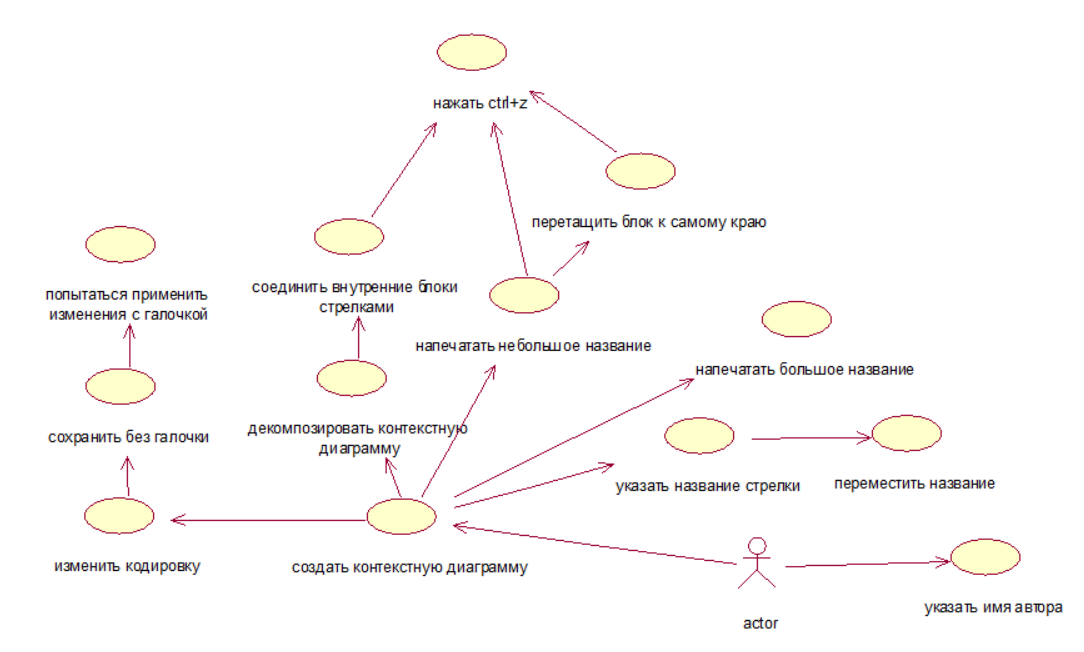 нажать ctrl+z
перетащить блок к самому краю
попытаться применить
изменения с галочкой
соединить внутренние блоки
стрелками
напечатать небольшое название
напечатать большое название
сохранить без галочки
декомпозировать контекстную
диаграмму
указать название стрелки
переместить название
изменить кодировку
создать контекстную диаграмму
указать имя автора
actor